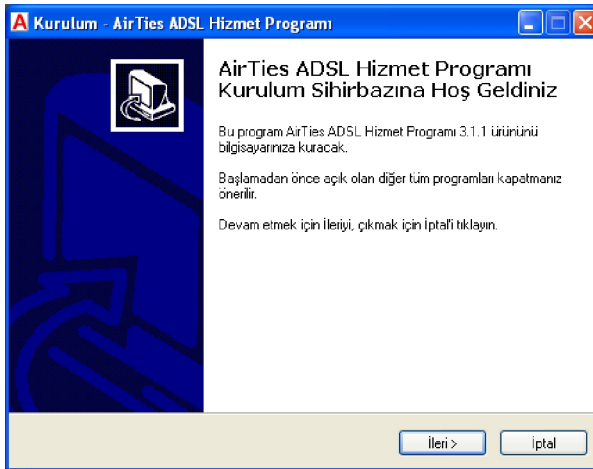 A Kurulum - AirTies ADSL Hizmet Programı
AirTies ADSL Hizmet Programı
Kurulum Sihirbazına Hoş Geldiniz
Bu program AirTies ADSL Hizmet Programı 3.1.1 ürününü
bilgisayarınıza kuracak.
Başlamadan önce açık olan diğer tüm programları kapatmanız
önerilir.
Devam etmek için İleriyi, çıkmak için İptal'i tıklayın.
İleri >
İptal